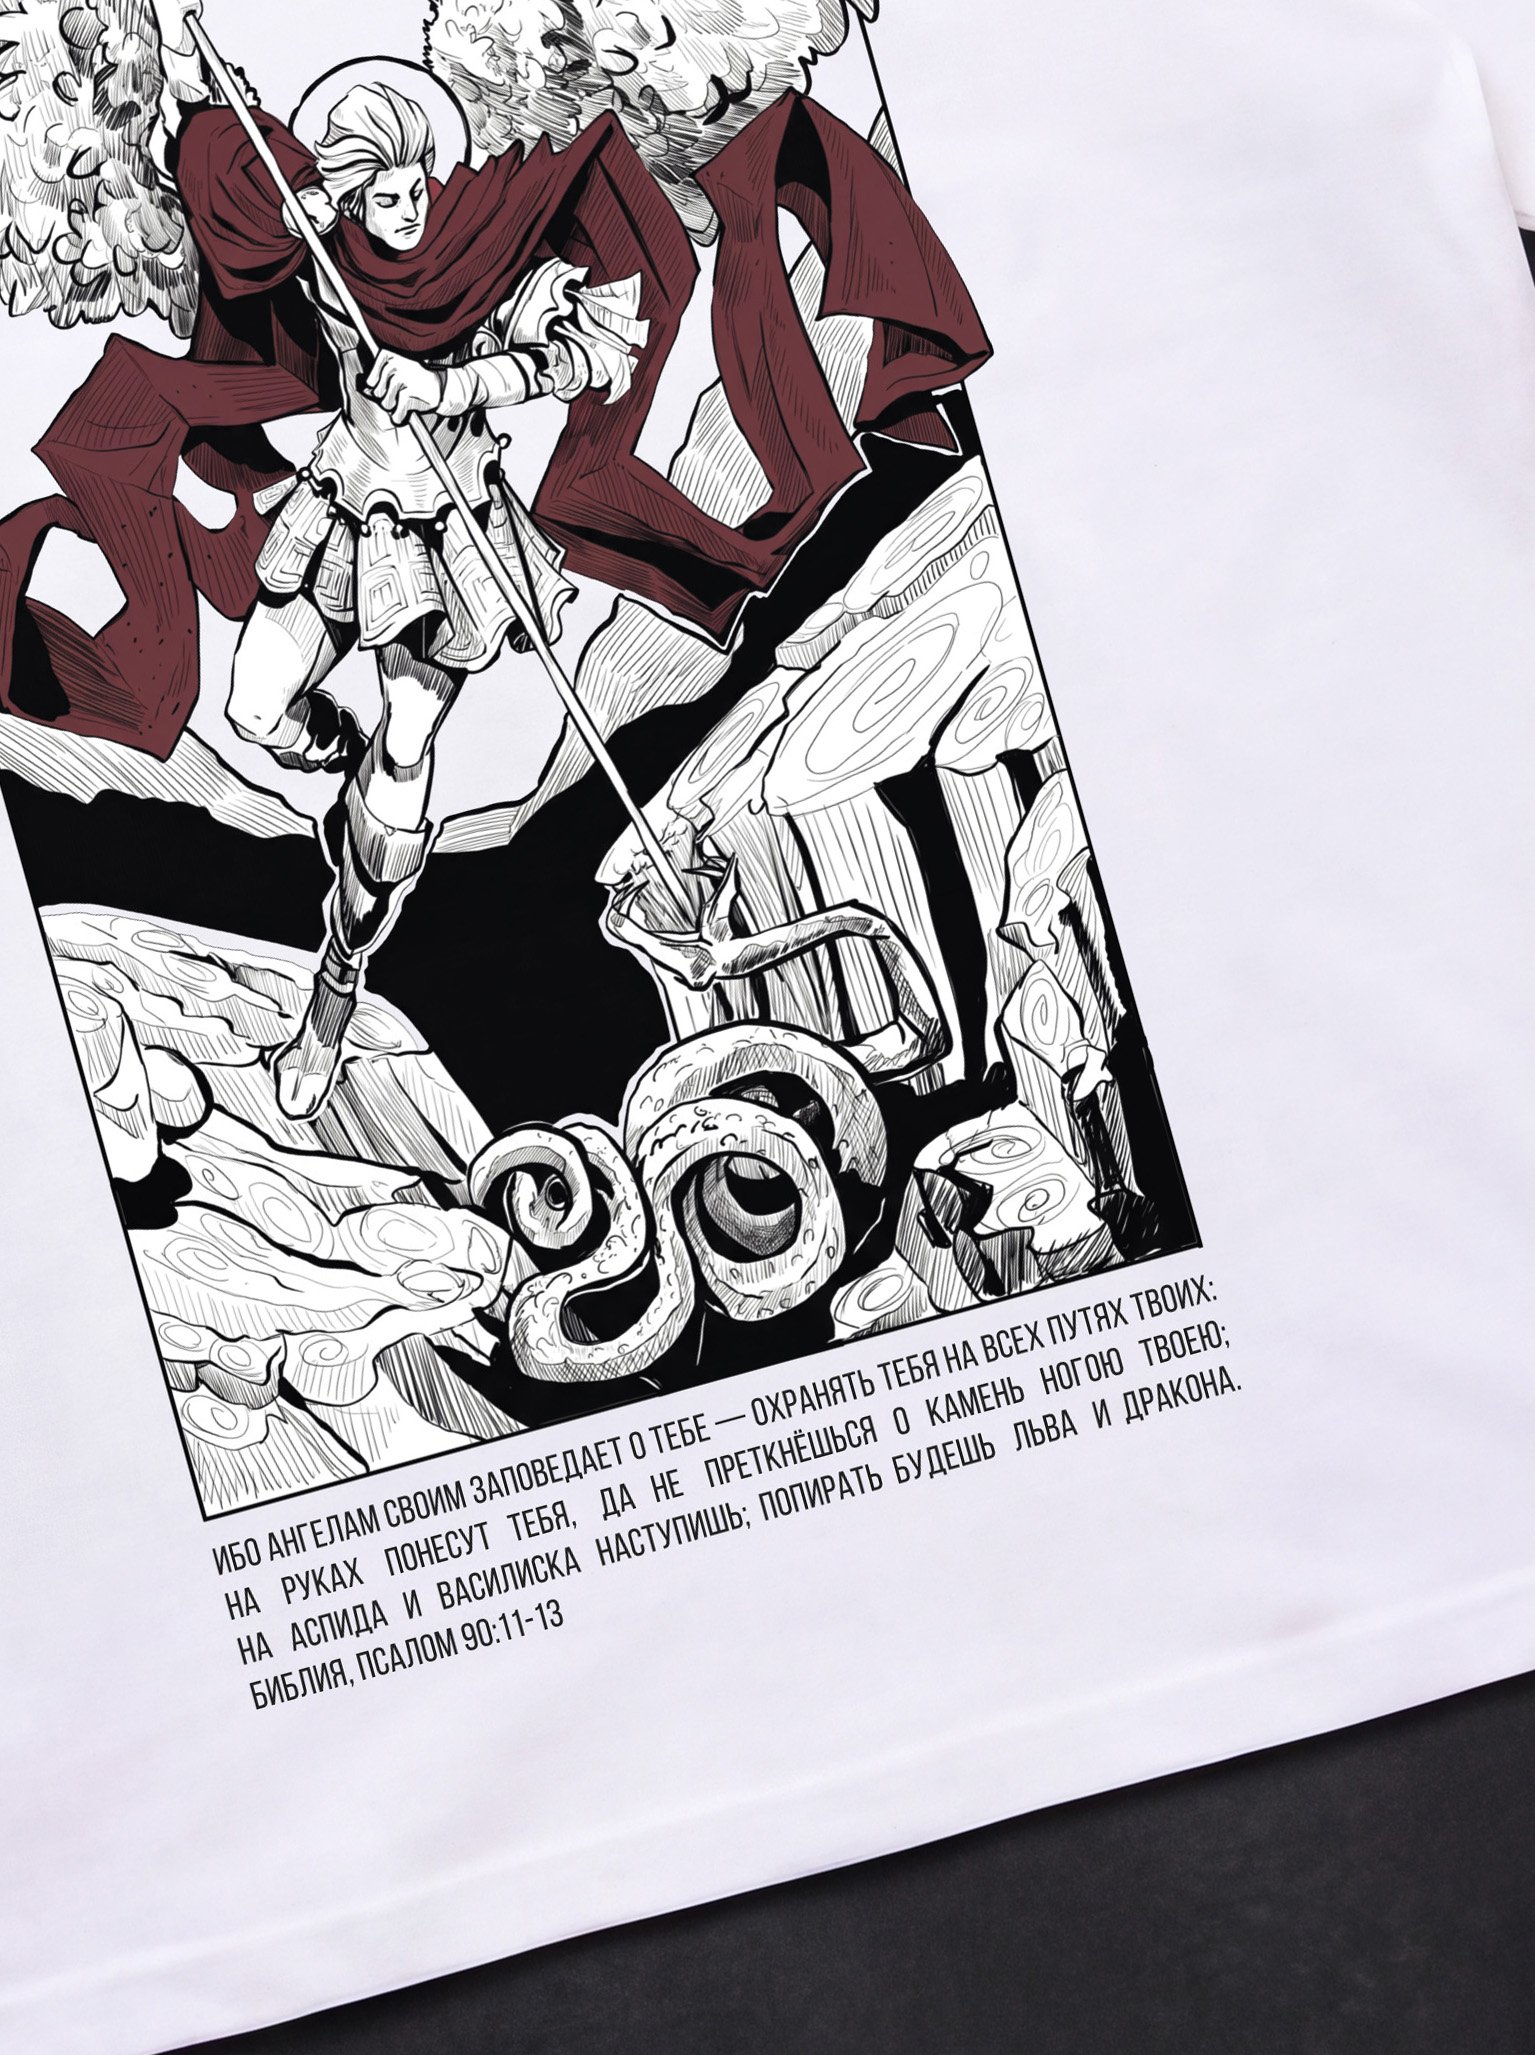 ИБО АНГЕЛАМ СВОИМ ЗАПОВЕДАЕТ О ТЕБЕ — ОХРАНЯТЬ ТЕБЯ НА ВСЕХ ПУТЯХ ТВОИХ:
НА РУКАХ ПОНЕСУТ ТЕБЯ, ДА НЕ ПРЕТКНЁШЬСЯ О КАМЕНЬ НОГОЮ ТВОЕЮ;
НА АСПИДА И ВАСИЛИСКА НАСТУПИШЬ; ПОПИРАТЬ БУДЕШЬ ЛЬВА И ДРАКОНА.
БИБЛИЯ, ПСАЛОМ 90:11-13